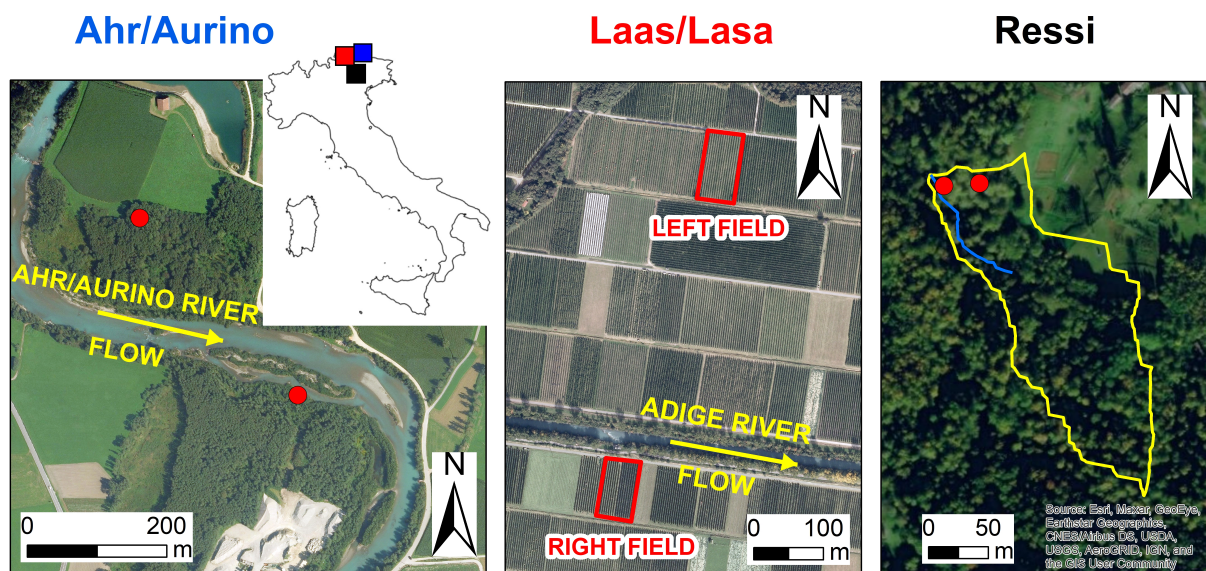 Ahr/Aurino
Laas/Lasa
Ressi
N
N
N
LEFT FIELD
AHR/AURINO RIVER
FLOW
ADIGE RIVER
FLOW
RIGHT FIELD
0 200
m
0 100
m
0 50
m
Source: Esri, Maxar, GeoEye,
Earthstar Geographics,
CNES/Airbus DS, USDA,
USGS, AeroGRID, IGN, and
the GIS User Community